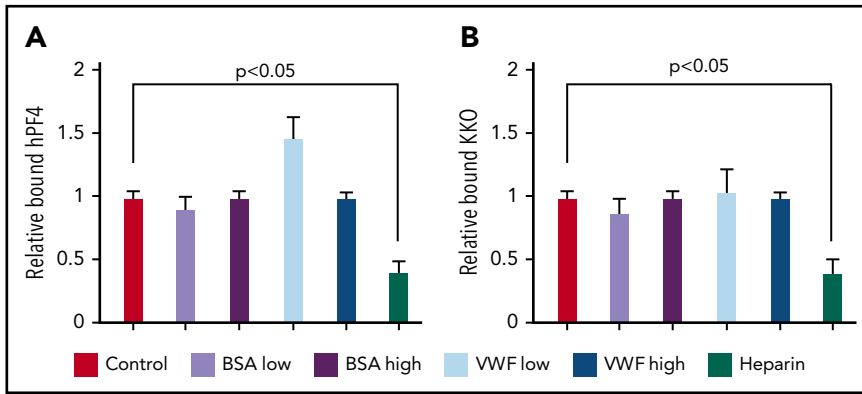 A
Relative bound hPF4
2
1.5
1
0.5
0
p<0.05
B
Relative bound KKO
2
1.5
1
0.5
0
p<0.05
Control
BSA low
BSA high
VWF low
VWF high
Heparin